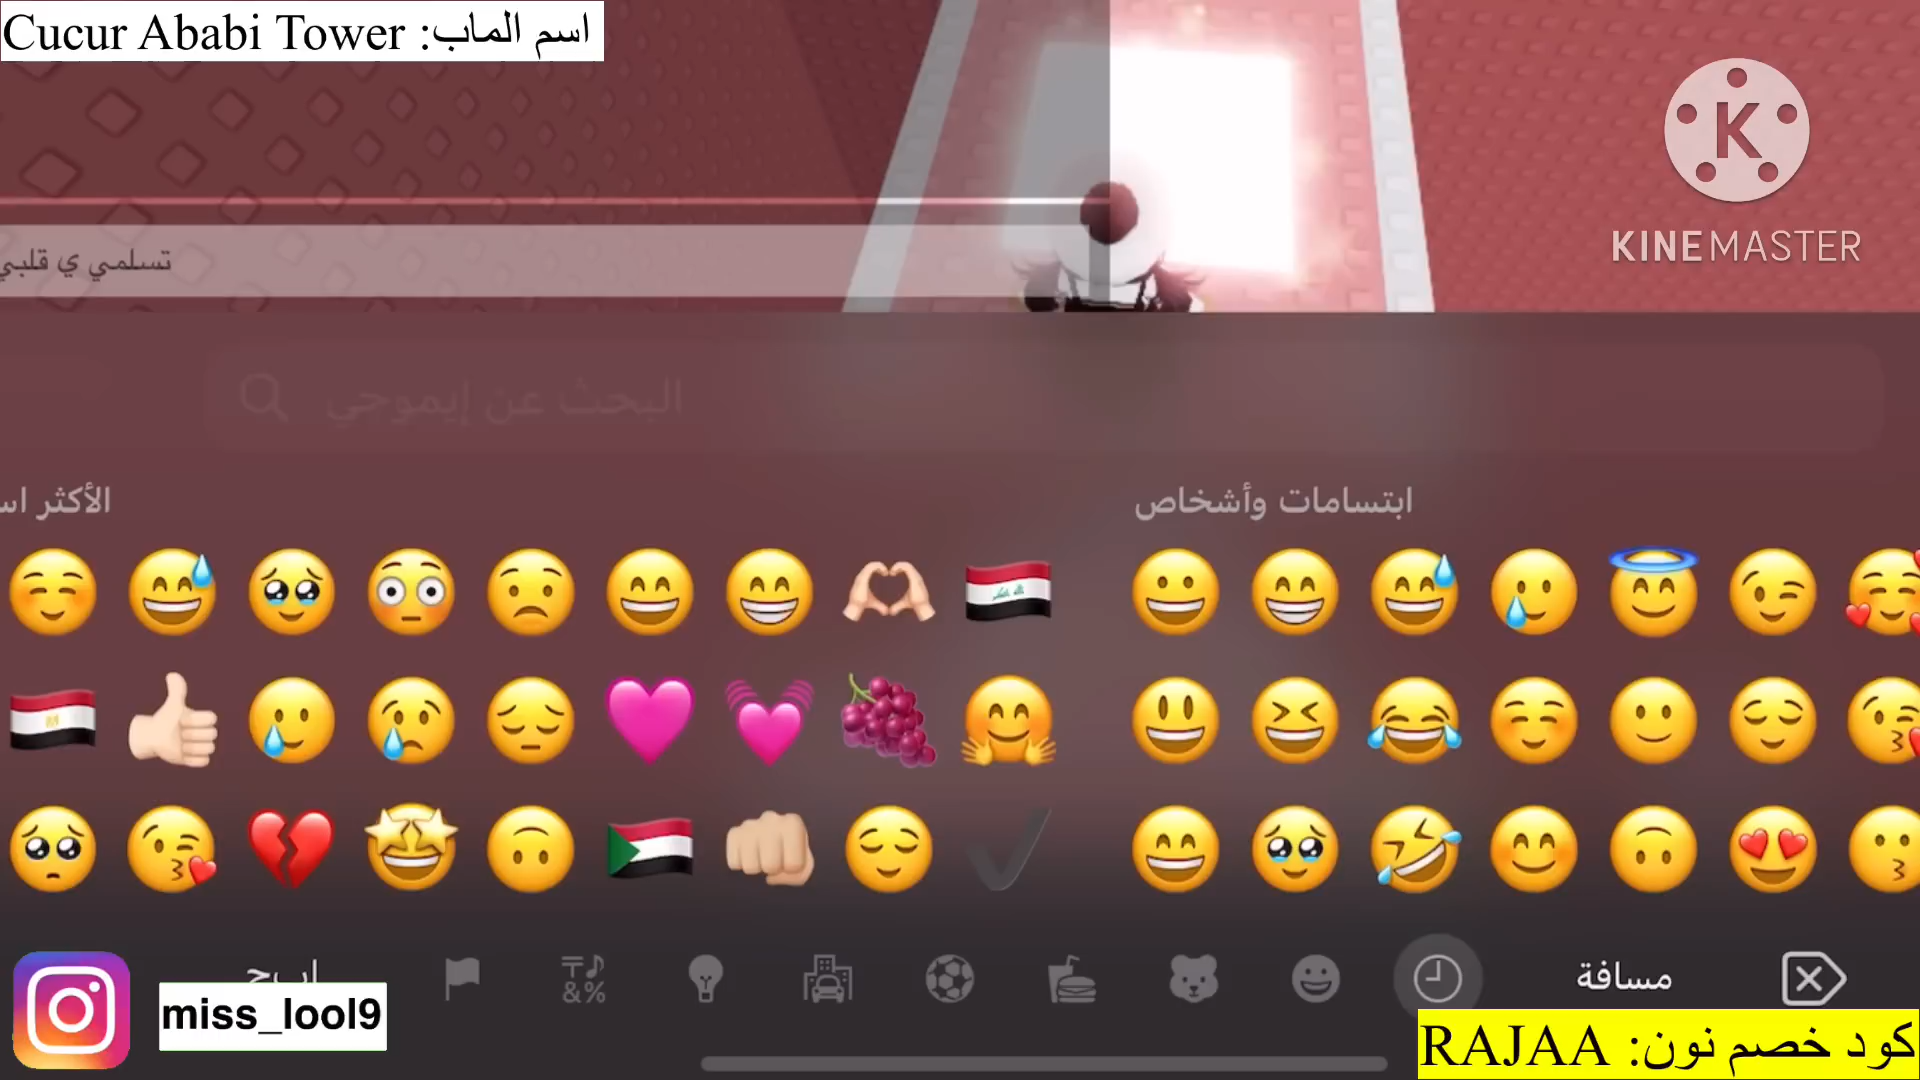 اسم الماب: Cucur Ababi Tower
KINEMASTER
تسلمي ي قلبي
البحث عن إيموجي
ابتسامات وأشخاص
الأكثر
مسافة
miss_lool9
كود خصم نون: RAJAA